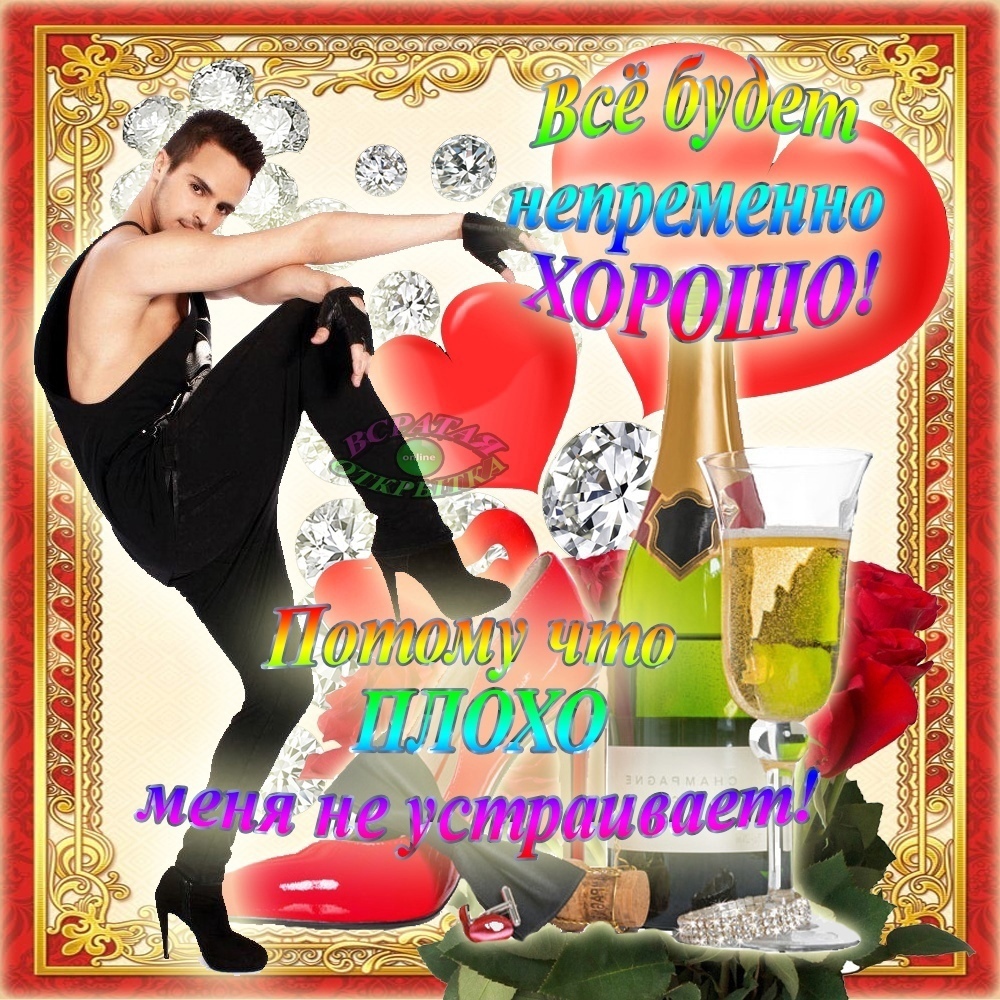 Всё будет
непременно
ХОРОШО!
ВСРАТАЯ
online
ОТКРЫТКА
Потому что
ПЛОХО
CHAMPAGNE
меня не устраивает!